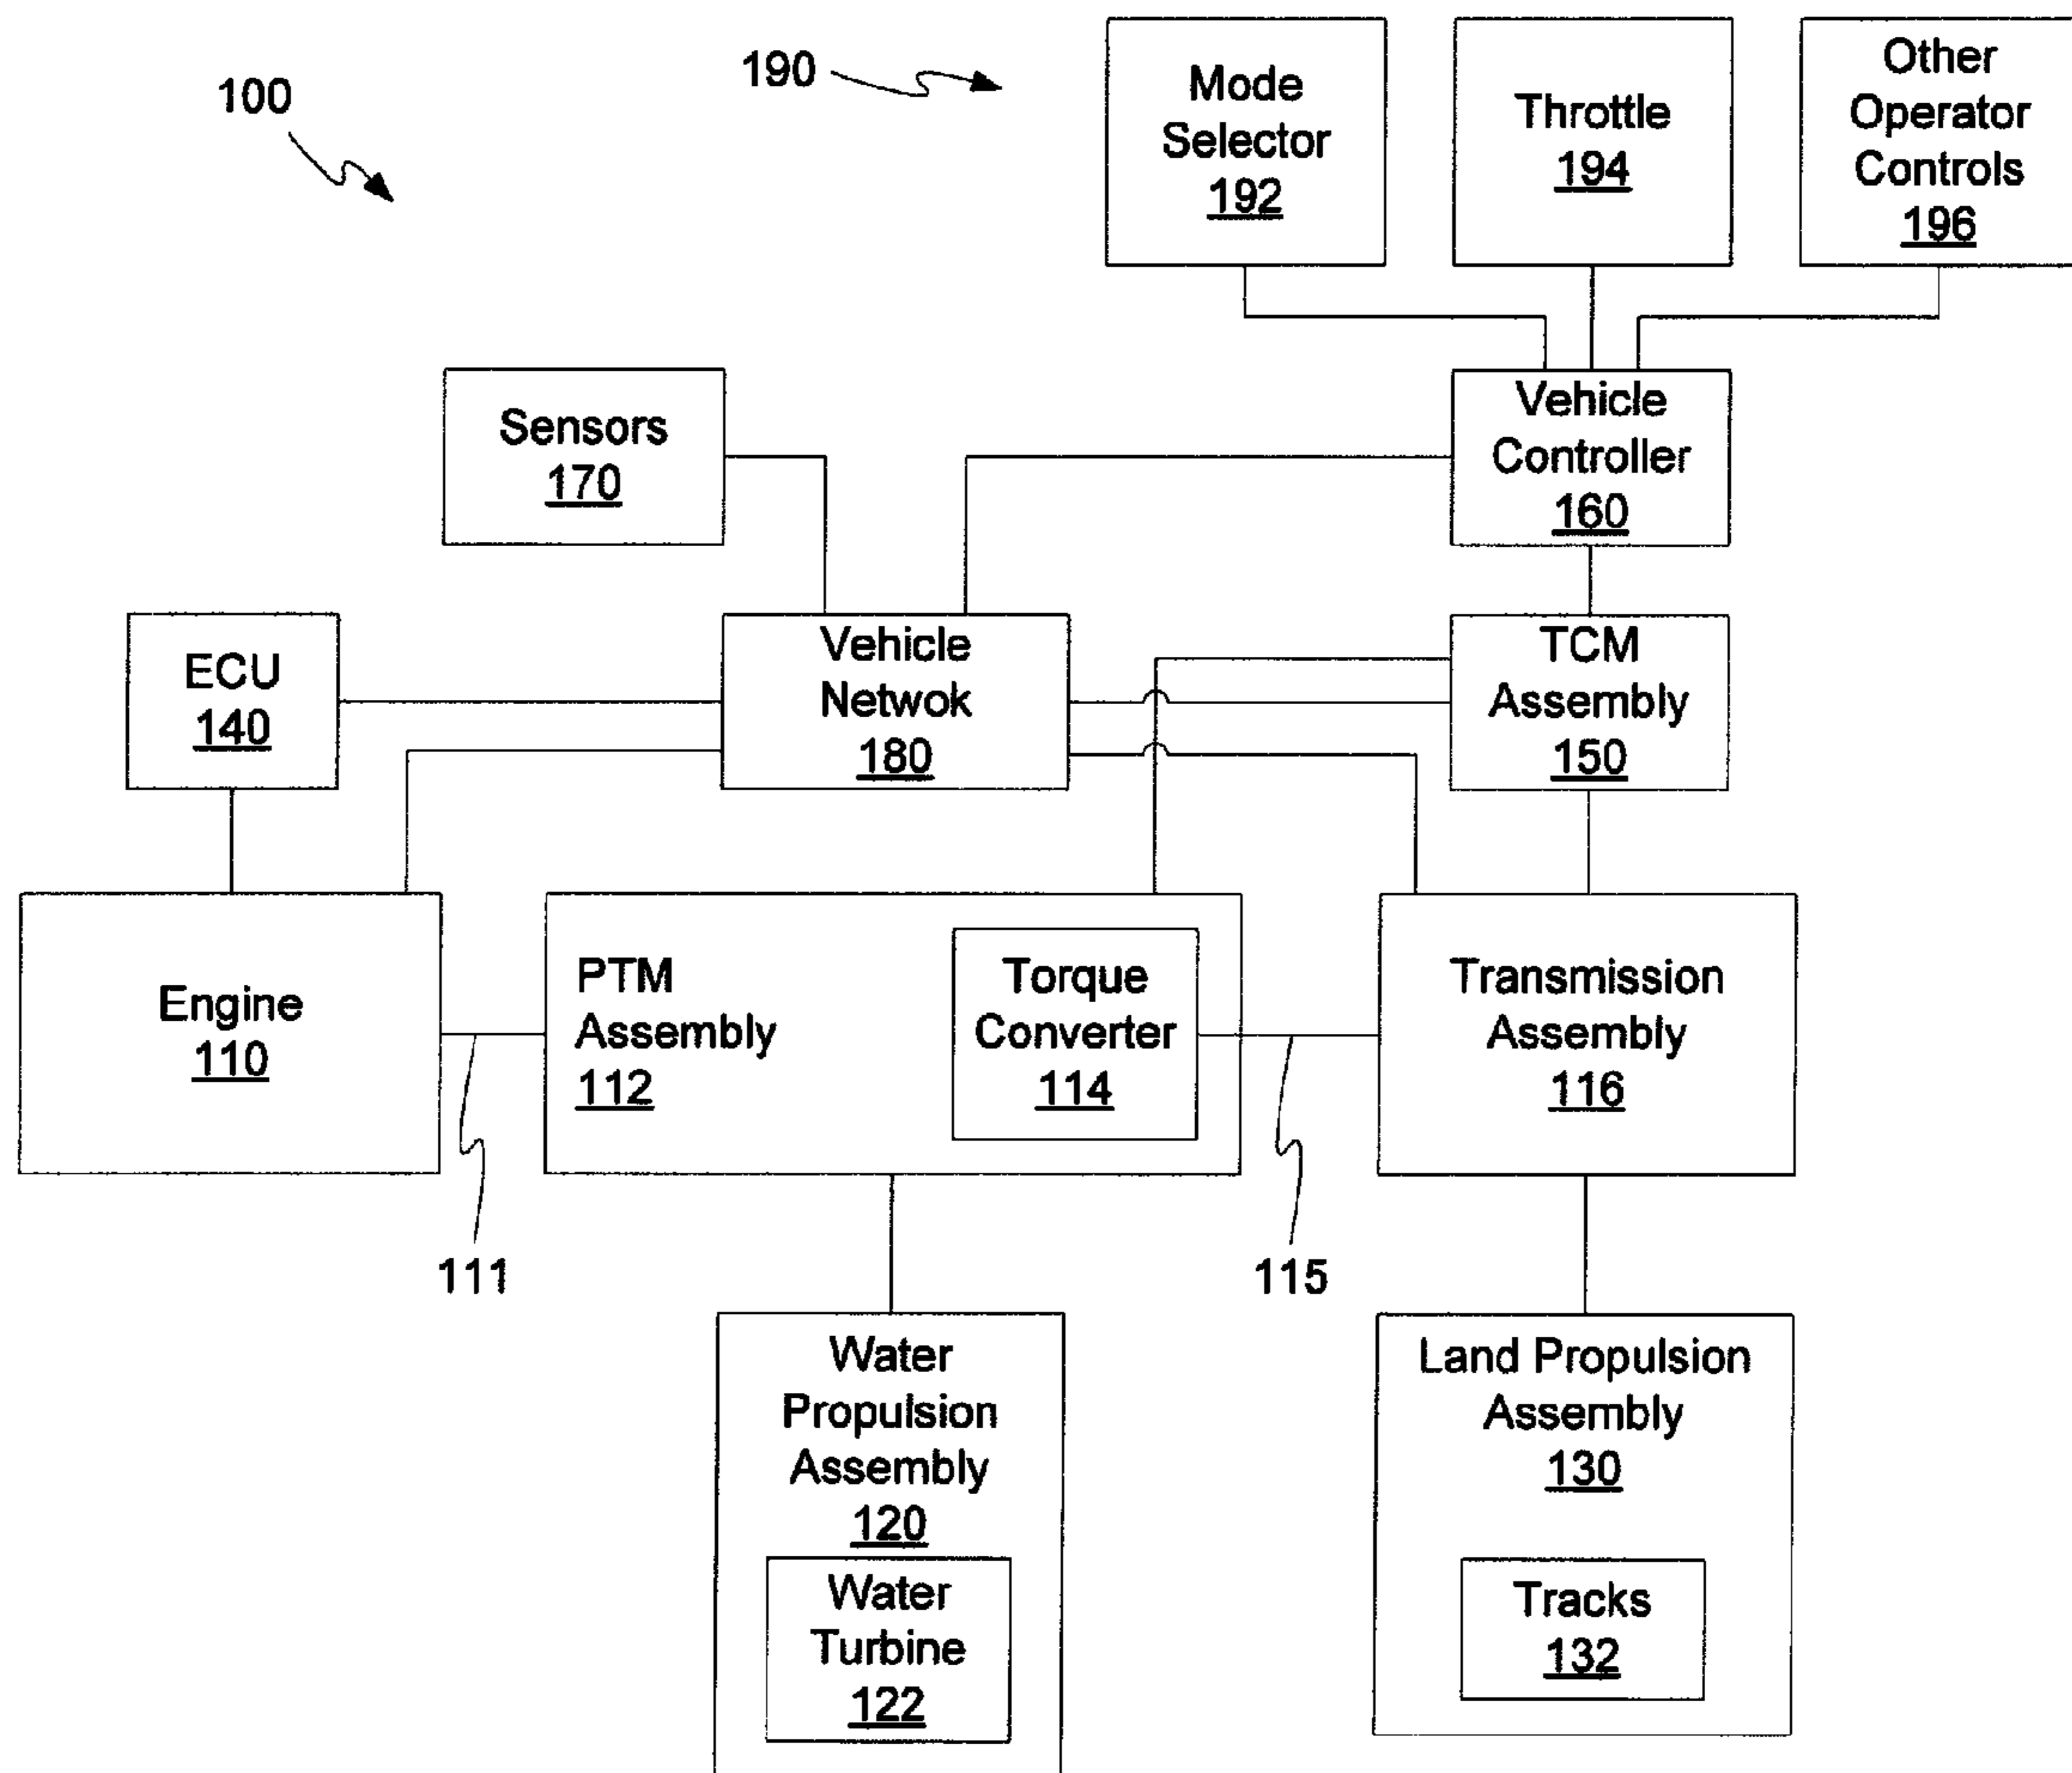 100
190
Mode
Selector
192
Throttle
194
Other
Operator
Controls
196
Sensors
170
Vehicle
Controller
160
ECU
140
Vehicle
Netwok
180
TCM
Assembly
150
Engine
110
PTM
Assembly
112
Torque
Converter
114
Transmission
Assembly
116
111
115
Water
Propulsion
Assembly
120
Water
Turbine
122
Land Propulsion
Assembly
130
Tracks
132